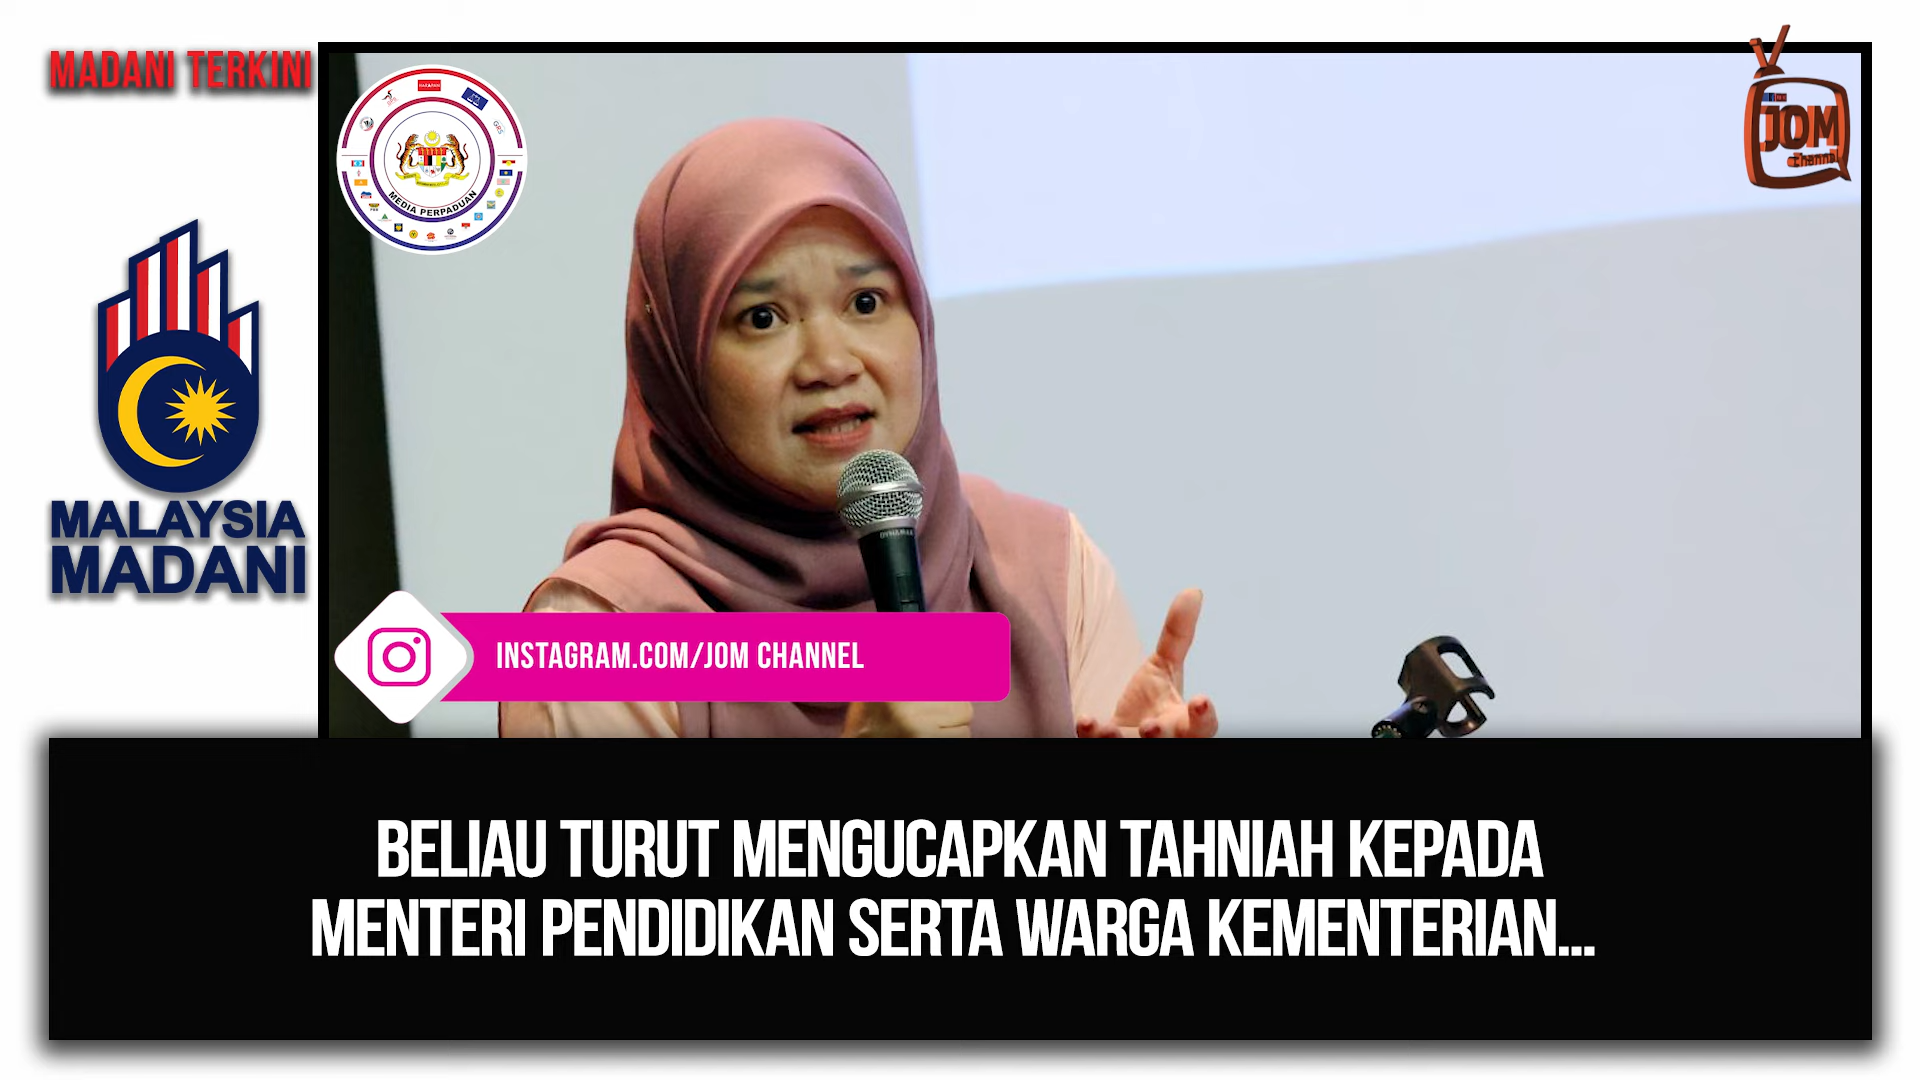 MADANI TERKINI
MEDIA PERPADUAN
JOM
channel
MALAYSIA
MADANI
INSTAGRAM.COM/JOM CHANNEL
BELIAU TURUT MENGUCAPKAN TAHNIAH KEPADA
MENTERI PENDIDIKAN SERTA WARGA KEMENTERIAN...